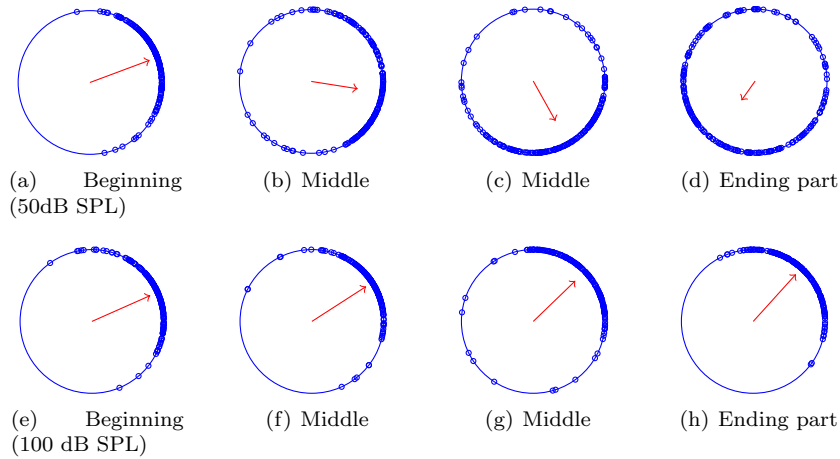 (a) Beginning
(50dB SPL)
(b) Middle
(c) Middle
(d) Ending part
(e) Beginning
(100 dB SPL)
(f) Middle
(g) Middle
(h) Ending part